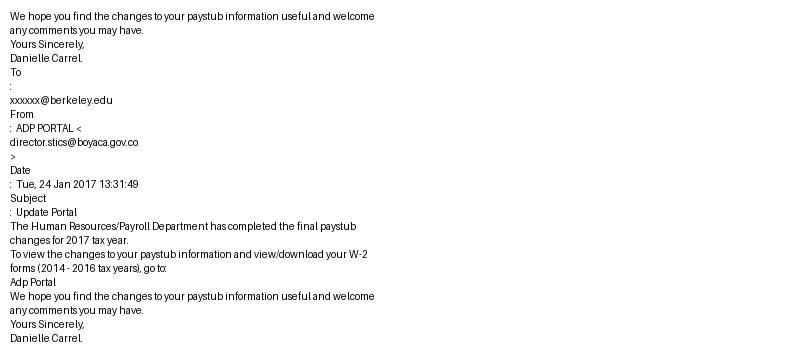 We hope you find the changes to your paystub information useful and welcome
any comments you may have.
Yours Sincerely,
Danielle Carrel.
To
:
xxxxxx@berkeley.edu
From
:  ADP PORTAL <
director.stics@boyaca.gov.co
>
Date
:  Tue, 24 Jan 2017 13:31:49
Subject
:  Update Portal
The Human Resources/Payroll Department has completed the final paystub
changes for 2017 tax year.
To view the changes to your paystub information and view/download your W-2
forms (2014 - 2016 tax years), go to:
Adp Portal
We hope you find the changes to your paystub information useful and welcome
any comments you may have.
Yours Sincerely,
Danielle Carrel.